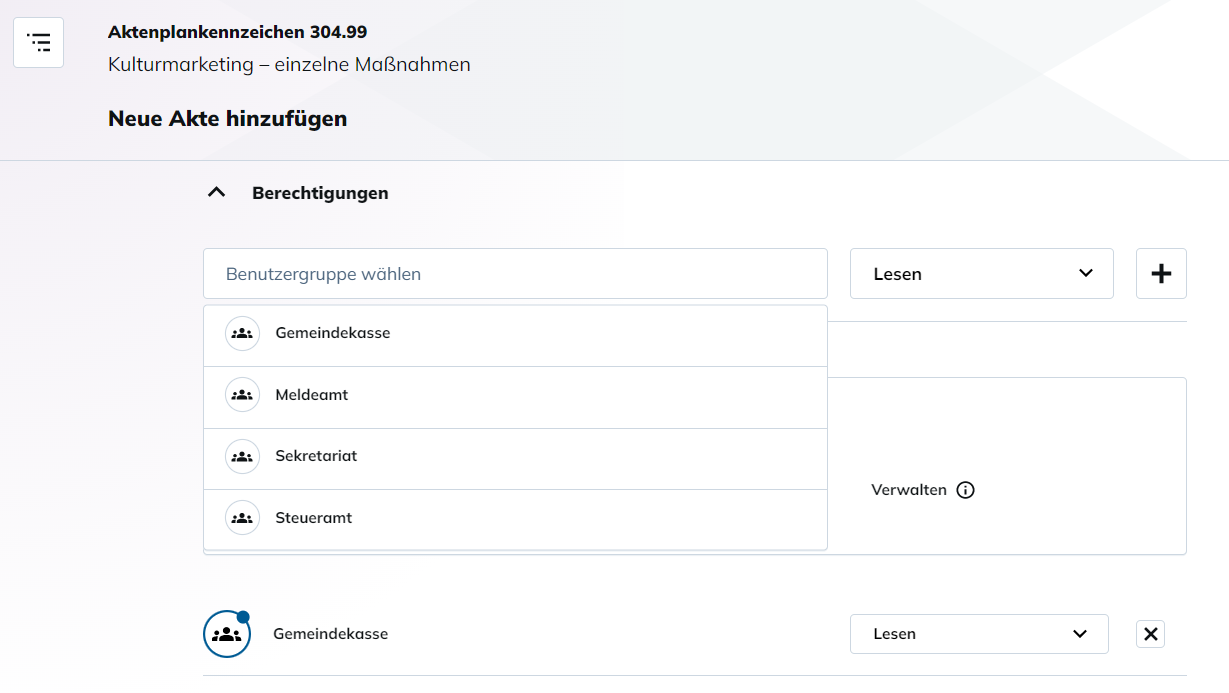 Aktenplankennzeichen 304.99
Kulturmarketing – einzelne Maßnahmen
Neue Akte hinzufügen
Berechtigungen
Benutzergruppe wählen
Lesen
Gemeindekasse
Meldeamt
Sekretariat
Verwalten
Steueramt
Gemeindekasse
Lesen